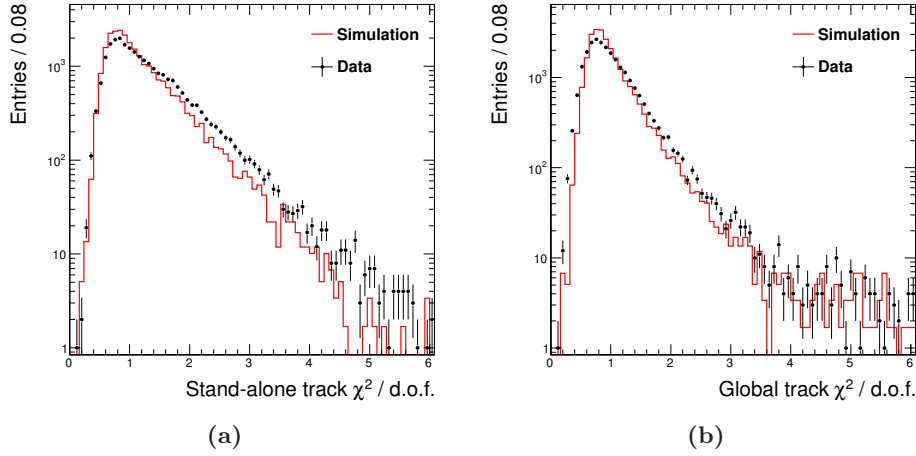 Entries / 0.08
Simulation
Data
10³
10²
10
1
0 1 2 3 4 5 6
Stand-alone track χ² / d.o.f.
(a)
Entries / 0.08
Simulation
Data
10³
10²
10
1
0 1 2 3 4 5 6
Global track χ² / d.o.f.
(b)